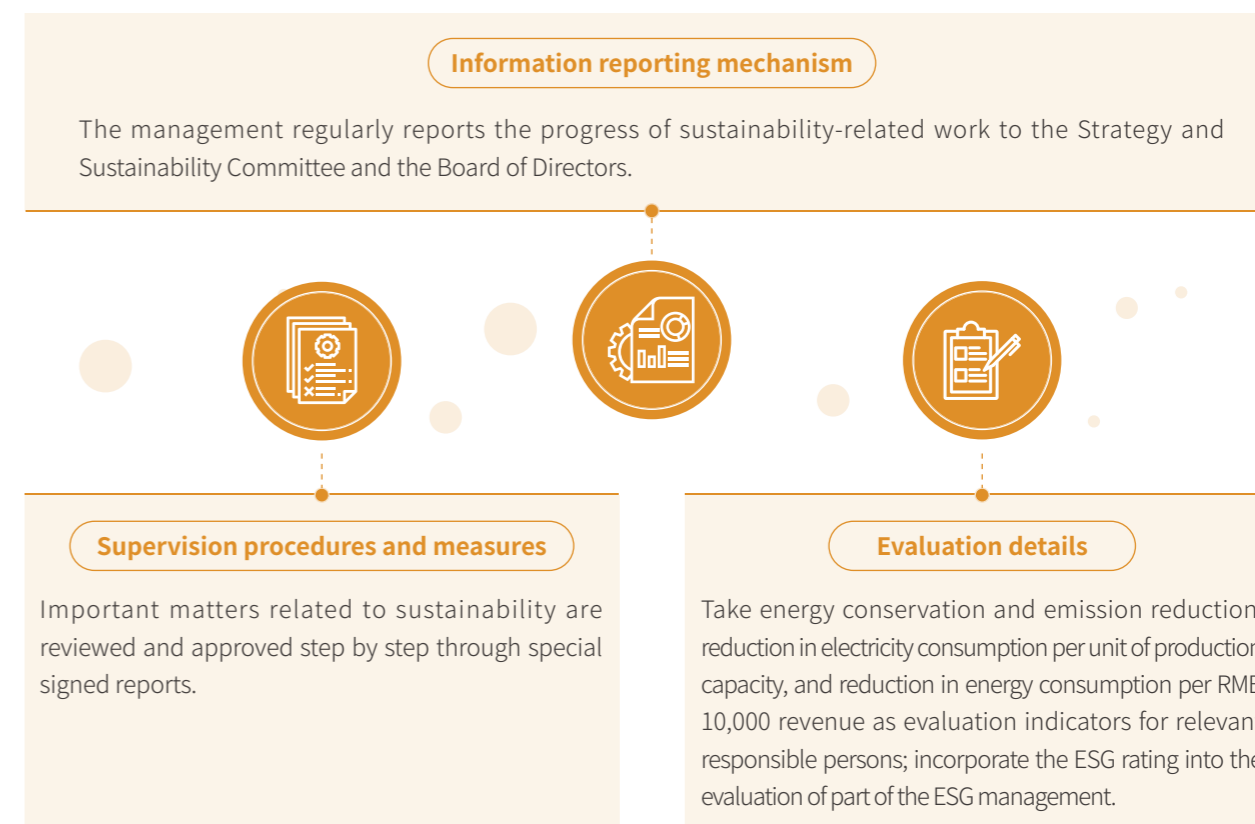 Information reporting mechanism
The management regularly reports the progress of sustainability-related work to the Strategy and
Sustainability Committee and the Board of Directors.
Supervision procedures and measures
Important matters related to sustainability are
reviewed and approved step by step through special
signed reports.
Evaluation details
Take energy conservation and emission reduction
reduction in electricity consumption per unit of production
capacity, and reduction in energy consumption per RMB
10,000 revenue as evaluation indicators for relevan
responsible persons; incorporate the ESG rating into the
evaluation of part of the ESG management.